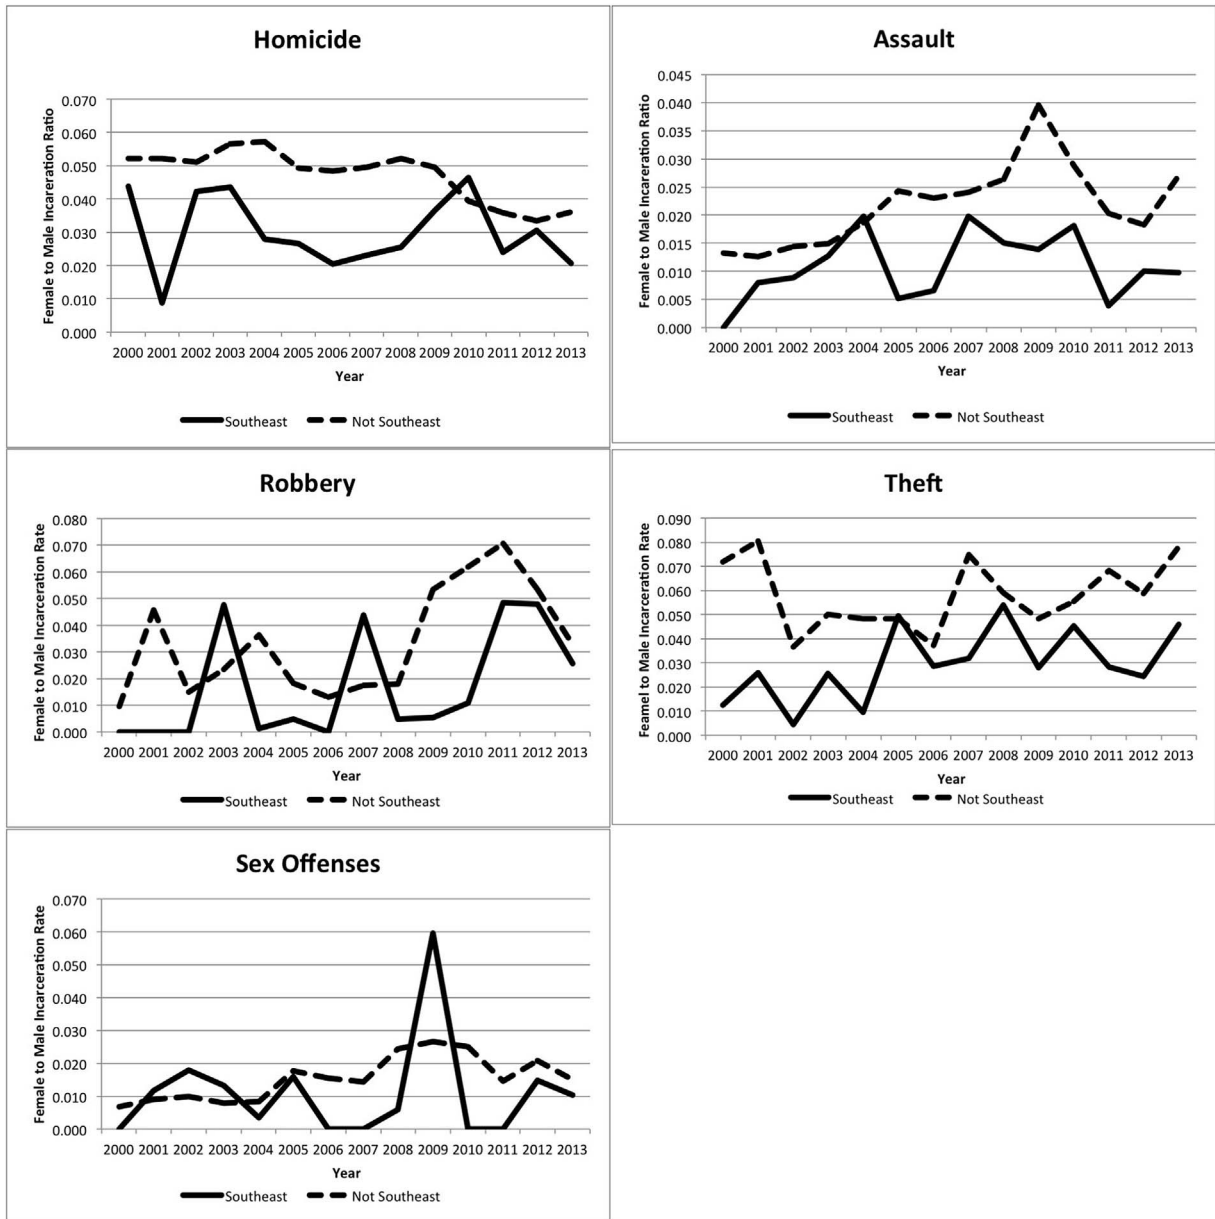 Homicide
Female to Male Incarceration Ratio
0.070
0.060
0.050
0.040
0.030
0.020
0.010
0.000
2000 2001 2002 2003 2004 2005 2006 2007 2008 2009 2010 2011 2012 2013
Year
Southeast Not Southeast
Assault
Female to Male Incareration Ratio
0.045
0.040
0.035
0.030
0.025
0.020
0.015
0.010
0.005
0.000
2000 2001 2002 2003 2004 2005 2006 2007 2008 2009 2010 2011 2012 2013
Year
Southeast Not Southeast
Robbery
Female to Male Incarceration Rate
0.080
0.070
0.060
0.050
0.040
0.030
0.020
0.010
0.000
2000 2001 2002 2003 2004 2005 2006 2007 2008 2009 2010 2011 2012 2013
Year
Southeast Not Southeast
Theft
Feamel to Male Incarceration Rate
0.090
0.080
0.070
0.060
0.050
0.040
0.030
0.020
0.010
0.000
2000 2001 2002 2003 2004 2005 2006 2007 2008 2009 2010 2011 2012 2013
Year
Southeast Not Southeast
Sex Offenses
Female to Male Incarceration Rate
0.070
0.060
0.050
0.040
0.030
0.020
0.010
0.000
2000 2001 2002 2003 2004 2005 2006 2007 2008 2009 2010 2011 2012 2013
Year
Southeast Not Southeast